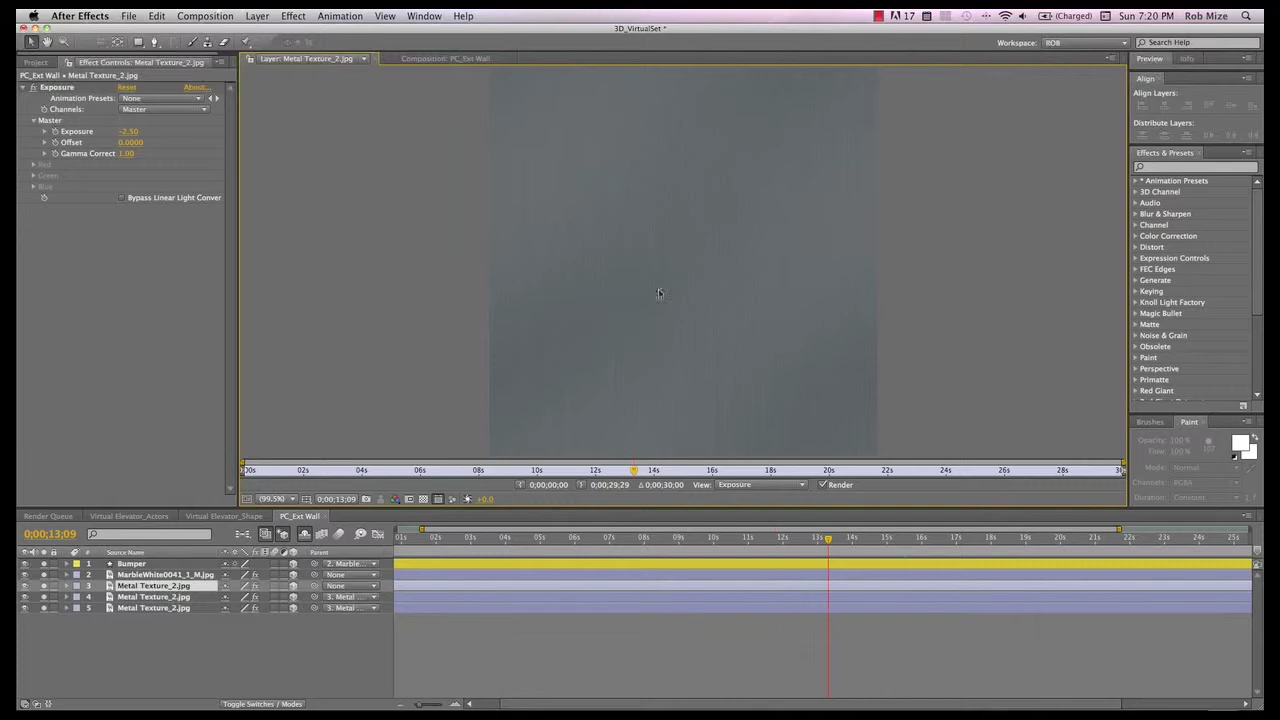 After Effects File Edit Composition Layer Effect Animation View Window Help 17 (Charged) Sun 7:20 PM Rob Mize
3D_VirtualSet *
Workspace: ROB Search Help
Project Effect Controls: Metal Texture_2.jpg
Layer: Metal Texture_2.jpg Composition: PC_Ext Wall
Preview Info
PC_Ext Wall • Metal Texture_2.jpg
Exposure Reset About...
Animation Presets: None
Channels: Master
Master
Exposure -2.50
Offset 0.0000
Gamma Correct 1.00
Red
Green
Blue
Bypass Linear Light Conver
Align
Align Layers:
Distribute Layers:
Effects & Presets
* Animation Presets
3D Channel
Audio
Blur & Sharpen
Channel
Color Correction
Distort
Expression Controls
FEC Edges
Generate
Keying
Knoll Light Factory
Magic Bullet
Matte
Noise & Grain
Obsolete
Paint
Perspective
Primatte
Red Giant
Brushes Paint
Opacity: 100 %
Flow: 100 %
107
Mode: Normal
Channels: RGBA
Duration: Constant
00s 02s 04s 06s 08s 10s 12s 14s 16s 18s 20s 22s 24s 26s 28s 30s
0;00;00;00 0;00;29;29 Δ 0;00;30;00 View: Exposure Render
(99.5%) 0;00;13;09 +0.0
Render Queue Virtual Elevator_Actors Virtual Elevator_Shape PC_Ext Wall
0;00;13;09
01s 02s 03s 04s 05s 06s 07s 08s 09s 10s 11s 12s 13s 14s 15s 16s 17s 18s 19s 20s 21s 22s 23s 24s 25s
# Source Name Parent
1 Bumper 2. Marble...
2 MarbleWhite0041_1_M.jpg None
3 Metal Texture_2.jpg None
4 Metal Texture_2.jpg 3. Metal ...
5 Metal Texture_2.jpg 3. Metal ...
Toggle Switches / Modes